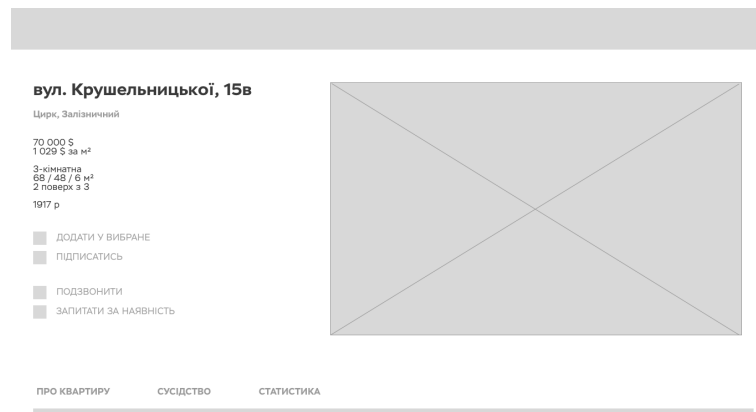 вул. Крушельницької, 15в
Цирк, Залізничний
70 000 $
1 029 $ за м²
3-кімнатна
68 / 48 / 6 м²
2 поверх з 3
1917 р
ДОДАТИ У ВИБРАНЕ
ПІДПИСАТИСЬ
ПОДЗВОНИТИ
ЗАПИТАТИ ЗА НАЯВНІСТЬ
ПРО КВАРТИРУ СУСІДСТВО СТАТИСТИКА